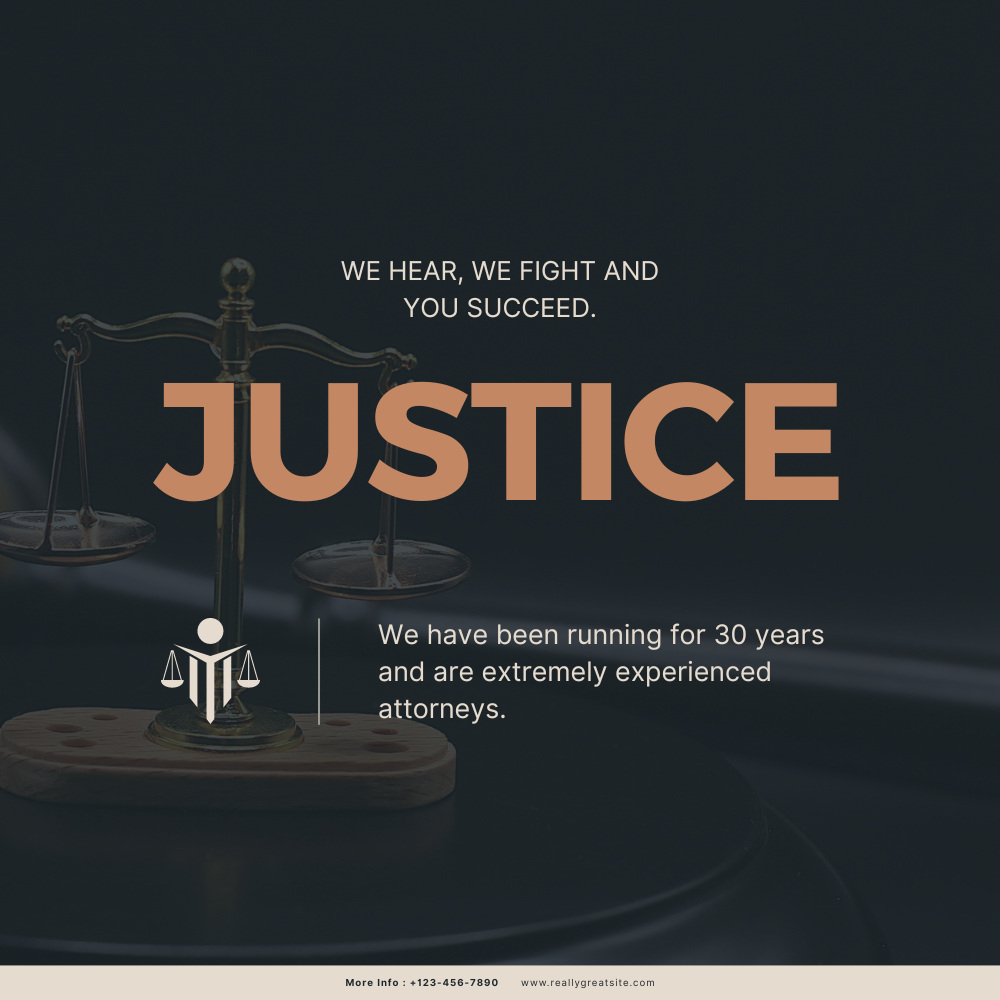 WE HEAR, WE FIGHT AND
YOU SUCCEED.
JUSTICE
We have been running for 30 years
and are extremely experienced
attorneys.
More Info : +123-456-7890 www.reallygreatsite.com